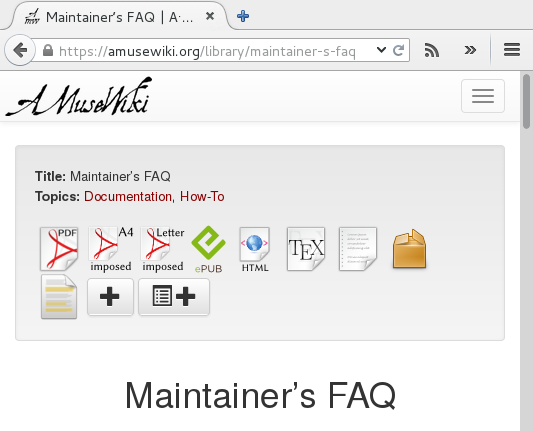 Maintainer's FAQ | A·...
https://amusewiki.org/library/maintainer-s-faq
AMuseWiki
Title: Maintainer's FAQ
Topics: Documentation, How-To
PDF A4 Letter
imposed imposed ePUB HTML TEX
Maintainer's FAQ